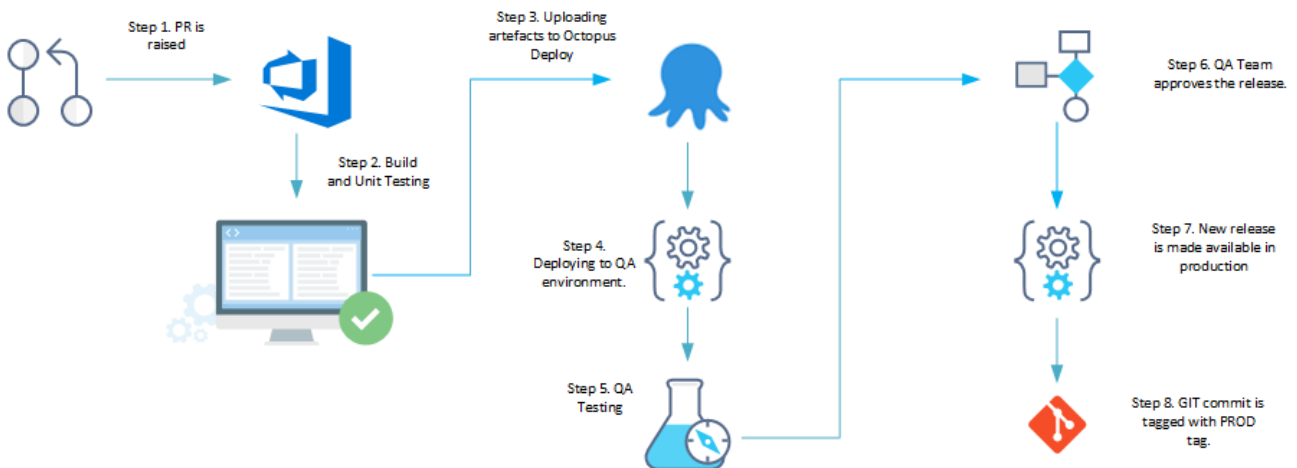 Step 1. PR is
raised
Step 2. Build
and Unit Testing
Step 3. Uploading
artefacts to Octopus
Deploy
Step 4.
Deploying to QA
environment.
Step 5. QA
Testing
Step 6. QA Team
approves the release.
Step 7. New release
is made available in
production
Step 8. GIT commit is
tagged with PROD
tag.